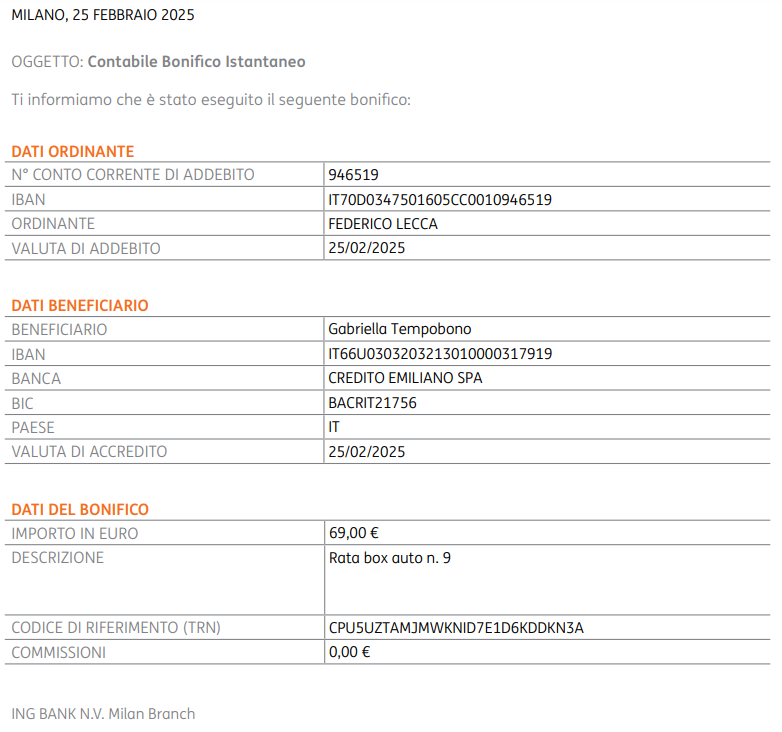 MILANO, 25 FEBBRAIO 2025
OGGETTO: Contabile Bonifico Istantaneo
Ti informiamo che è stato eseguito il seguente bonifico:
DATI ORDINANTE
N° CONTO CORRENTE DI ADDEBITO 946519
IBAN IT70D0347501605CC0010946519
ORDINANTE FEDERICO LECCA
VALUTA DI ADDEBITO 25/02/2025
DATI BENEFICIARIO
BENEFICIARIO Gabriella Tempobono
IBAN IT66U0303203213010000317919
BANCA CREDITO EMILIANO SPA
BIC BACRIT21756
PAESE IT
VALUTA DI ACCREDITO 25/02/2025
DATI DEL BONIFICO
IMPORTO IN EURO 69,00 €
DESCRIZIONE Rata box auto n. 9
CODICE DI RIFERIMENTO (TRN) CPU5UZTAMJMWKNID7E1D6KDDKN3A
COMMISSIONI 0,00 €
ING BANK N.V. Milan Branch